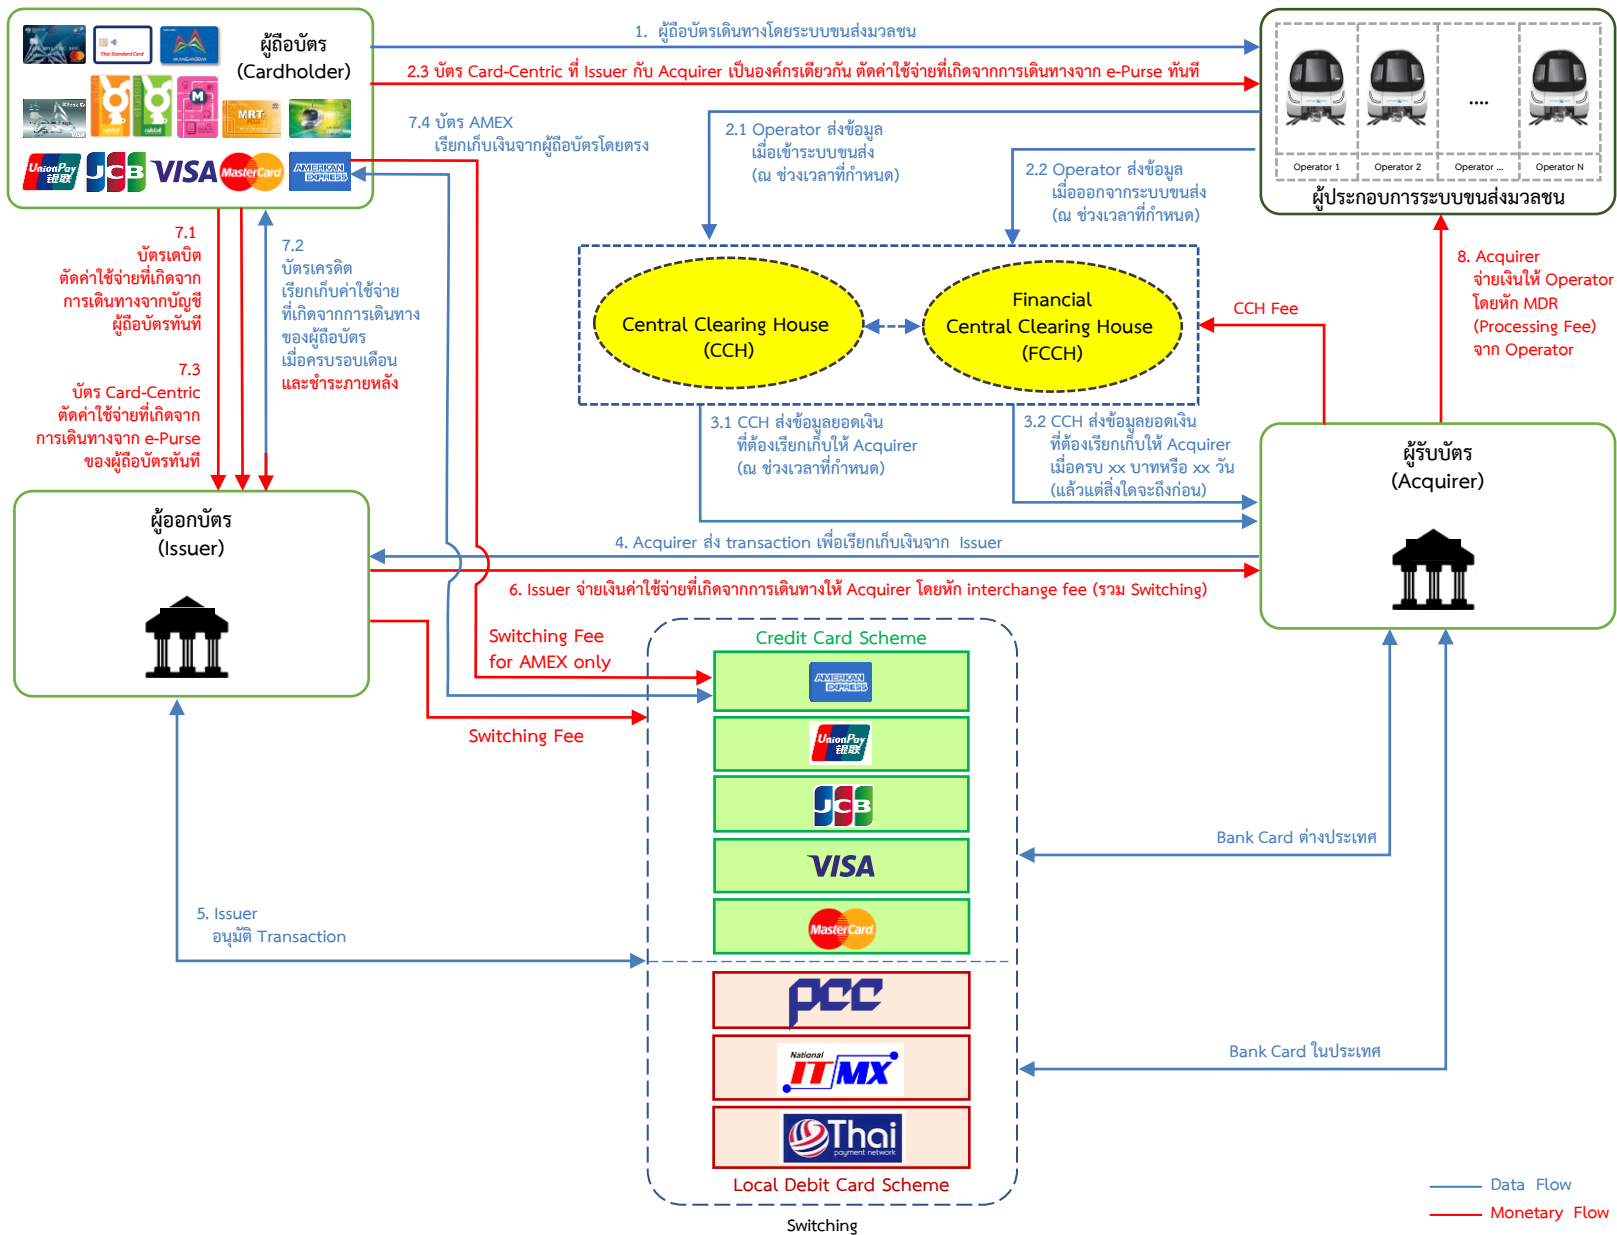 ผู้ถือบัตร
(Cardholder)
Thai Standard Card
rabbit
rabbit
M
MRT
VISA
UnionPay
银联
JCB
VISA
MasterCard
AMERICAN
EXPRESS
1. ผู้ถือบัตรเดินทางโดยระบบขนส่งมวลชน
2.3 บัตร Card-Centric ที่ Issuer กับ Acquirer เป็นองค์กรเดียวกัน ตัดค่าใช้จ่ายที่เกิดจากการเดินทางจาก e-Purse ทันที
7.4 บัตร AMEX
เรียกเก็บเงินจากผู้ถือบัตรโดยตรง
2.1 Operator ส่งข้อมูล
เมื่อเข้าระบบขนส่ง
(ณ ช่วงเวลาที่กำหนด)
2.2 Operator ส่งข้อมูล
เมื่อออกจากระบบขนส่ง
(ณ ช่วงเวลาที่กำหนด)
....
Operator 1
Operator 2
Operator ...
Operator N
ผู้ประกอบการระบบขนส่งมวลชน
7.1
บัตรเดบิต
ตัดค่าใช้จ่ายที่เกิดจาก
การเดินทางจากบัญชี
ผู้ถือบัตรทันที
7.2
บัตรเครดิต
เรียกเก็บค่าใช้จ่าย
ที่เกิดจากการเดินทาง
ของผู้ถือบัตร
เมื่อครบรอบเดือน
และชำระภายหลัง
7.3
บัตร Card-Centric
ตัดค่าใช้จ่ายที่เกิดจาก
การเดินทางจาก e-Purse
ของผู้ถือบัตรทันที
Central Clearing House
(CCH)
Financial
Central Clearing House
(FCCH)
CCH Fee
8. Acquirer
จ่ายเงินให้ Operator
โดยหัก MDR
(Processing Fee)
จาก Operator
3.1 CCH ส่งข้อมูลยอดเงิน
ที่ต้องเรียกเก็บให้ Acquirer
(ณ ช่วงเวลาที่กำหนด)
3.2 CCH ส่งข้อมูลยอดเงิน
ที่ต้องเรียกเก็บให้ Acquirer
เมื่อครบ xx บาทหรือ xx วัน
(แล้วแต่สิ่งใดจะถึงก่อน)
ผู้รับบัตร
(Acquirer)
ผู้ออกบัตร
(Issuer)
4. Acquirer ส่ง transaction เพื่อเรียกเก็บเงินจาก Issuer
6. Issuer จ่ายเงินค่าใช้จ่ายที่เกิดจากการเดินทางให้ Acquirer โดยหัก interchange fee (รวม Switching)
Switching Fee
for AMEX only
Switching Fee
Credit Card Scheme
AMERICAN
EXPRESS
UnionPay
银联
JCB
VISA
MasterCard
Bank Card ต่างประเทศ
5. Issuer
อนุมัติ Transaction
PCC
National
ITMX
Bank Card ในประเทศ
Thai
payment network
Local Debit Card Scheme
Switching
Data Flow
Monetary Flow